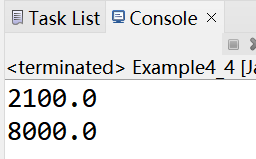 Task List Console
<terminated> Example4_4 [Ja
2100.0
8000.0